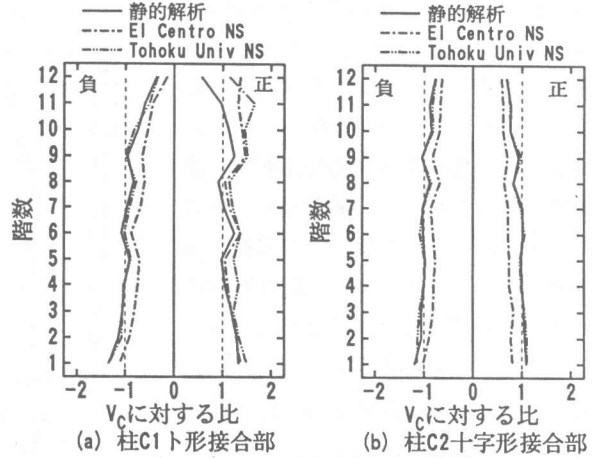 静的解析
El Centro NS
Tohoku Univ NS
負 正
階数
12
11
10
9
8
7
6
5
4
3
2
1
-2 -1 0 1 2
VCに対する比
(a) 柱C1ト形接合部
静的解析
El Centro NS
Tohoku Univ NS
負 正
階数
12
11
10
9
8
7
6
5
4
3
2
1
-2 -1 0 1 2
VCに対する比
(b) 柱C2十字形接合部